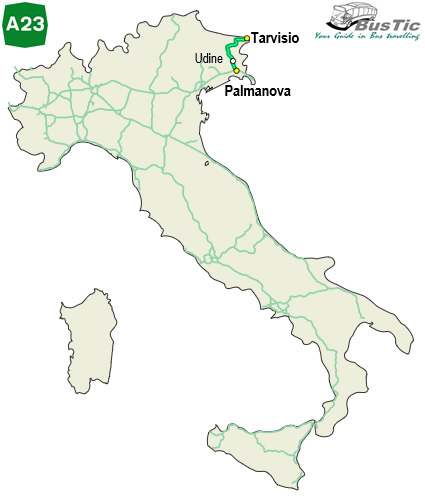 A23
BusTic
Your Guide in Bus travelling
Tarvisio
Udine
Palmanova